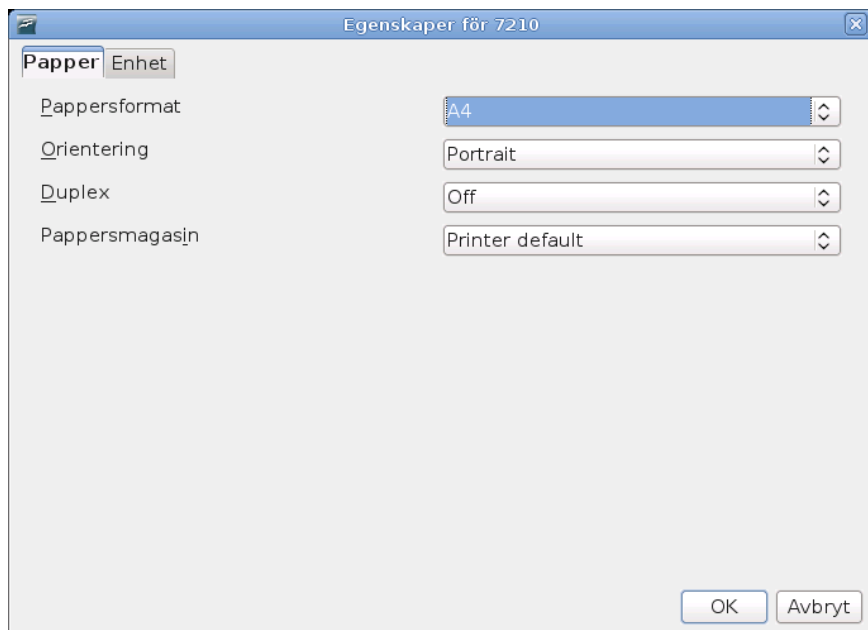 Egenskaper för 7210
Papper Enhet
Pappersformat A4
Orientering Portrait
Duplex Off
Pappersmagasin Printer default
OK Avbryt